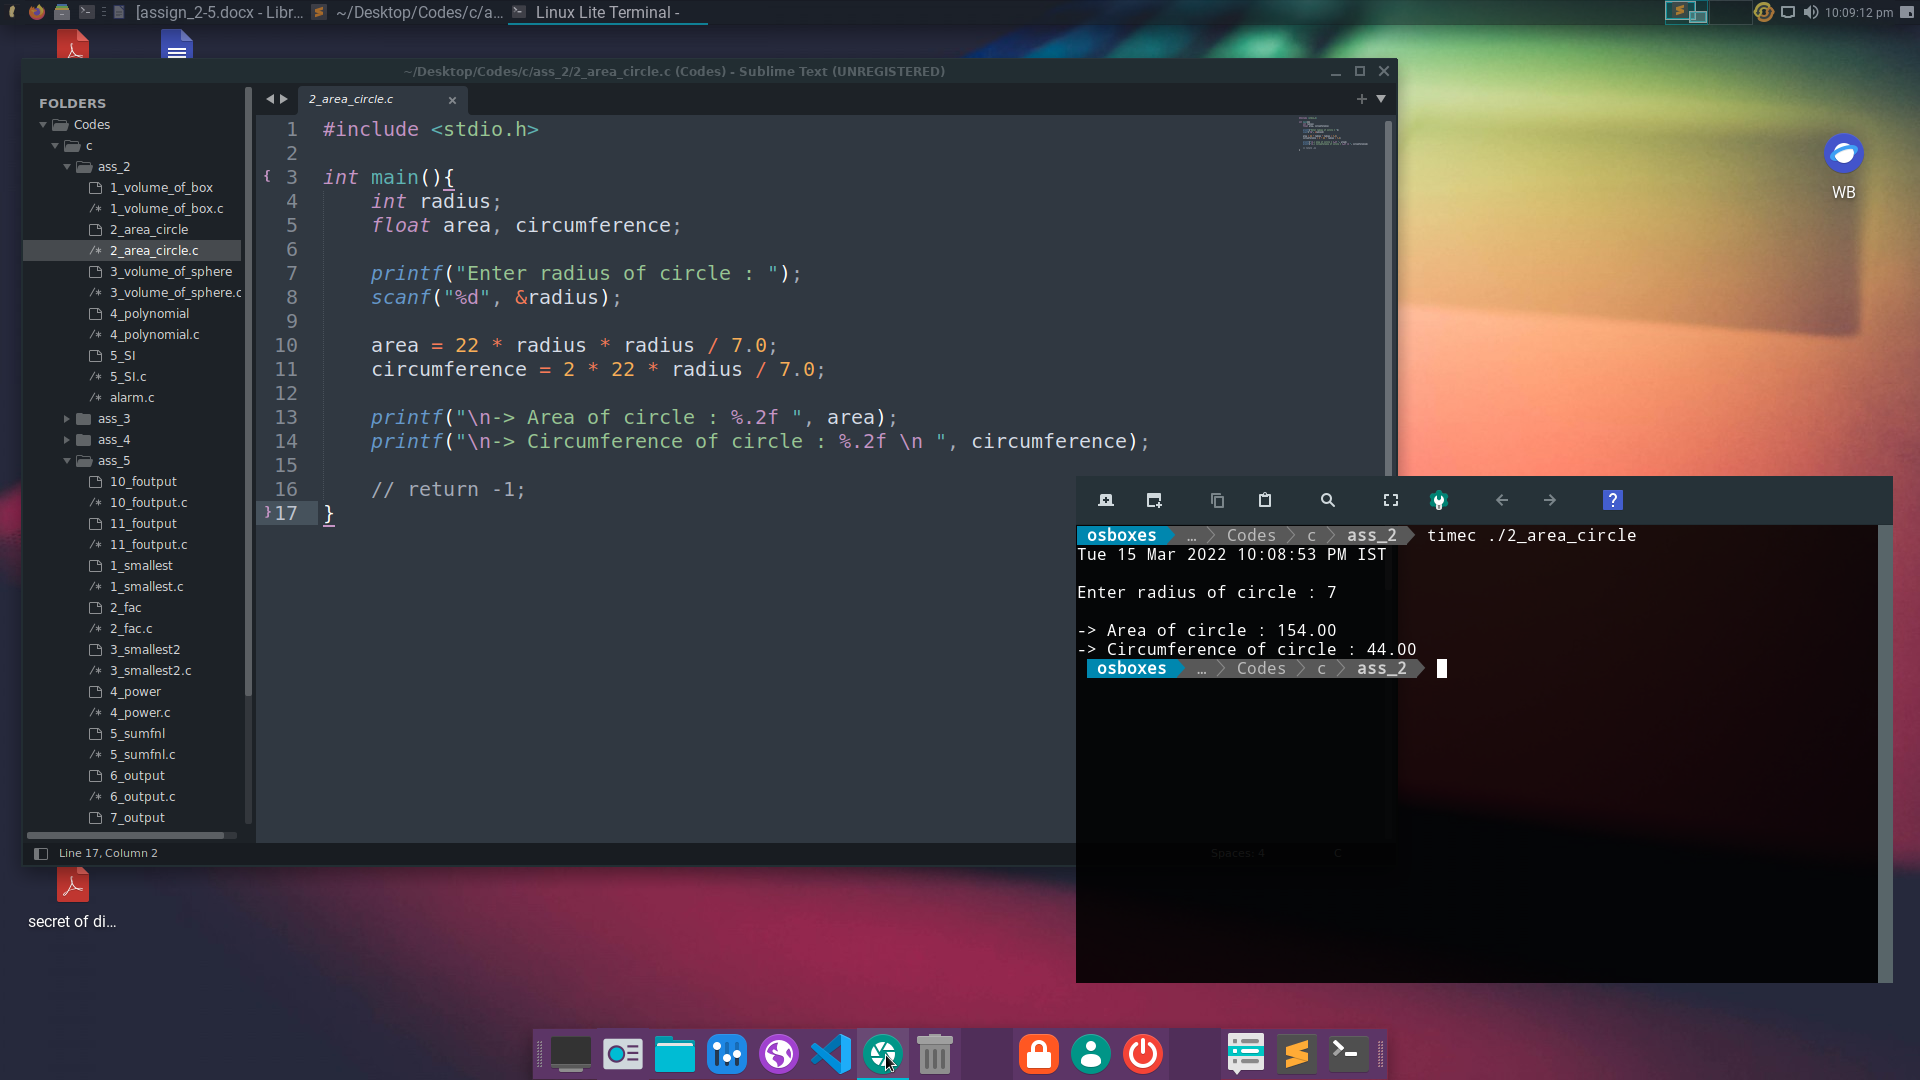 [assign_2-5.docx - Libr...
~/Desktop/Codes/c/a...
Linux Lite Terminal -
10:09:12 pm
~/Desktop/Codes/c/ass_2/2_area_circle.c (Codes) - Sublime Text (UNREGISTERED)
FOLDERS
Codes
c
ass_2
1_volume_of_box
/* 1_volume_of_box.c
2_area_circle
/* 2_area_circle.c
3_volume_of_sphere
/* 3_volume_of_sphere.c
4_polynomial
/* 4_polynomial.c
5_SI
/* 5_SI.c
/* alarm.c
ass_3
ass_4
ass_5
10_foutput
/* 10_foutput.c
11_foutput
/* 11_foutput.c
1_smallest
/* 1_smallest.c
2_fac
/* 2_fac.c
3_smallest2
/* 3_smallest2.c
4_power
/* 4_power.c
5_sumfnl
/* 5_sumfnl.c
6_output
/* 6_output.c
7_output
2_area_circle.c
1 #include <stdio.h>
2
3 int main(){
4 int radius;
5 float area, circumference;
6
7 printf("Enter radius of circle : ");
8 scanf("%d", &radius);
9
10 area = 22 * radius * radius / 7.0;
11 circumference = 2 * 22 * radius / 7.0;
12
13 printf("\n-> Area of circle : %.2f ", area);
14 printf("\n-> Circumference of circle : %.2f \n ", circumference);
15
16 // return -1;
17 }
Line 17, Column 2
Spaces: 4
C
osboxes … Codes c ass_2 timec ./2_area_circle
Tue 15 Mar 2022 10:08:53 PM IST
Enter radius of circle : 7
-> Area of circle : 154.00
-> Circumference of circle : 44.00
osboxes … Codes c ass_2
WB
secret of di...